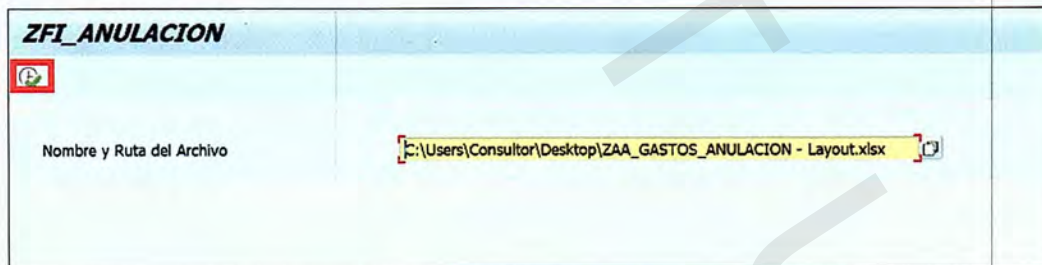 ZFI_ANULACION
Nombre y Ruta del Archivo
C:\Users\Consultor\Desktop\ZAA_GASTOS_ANULACION - Layout.xlsx